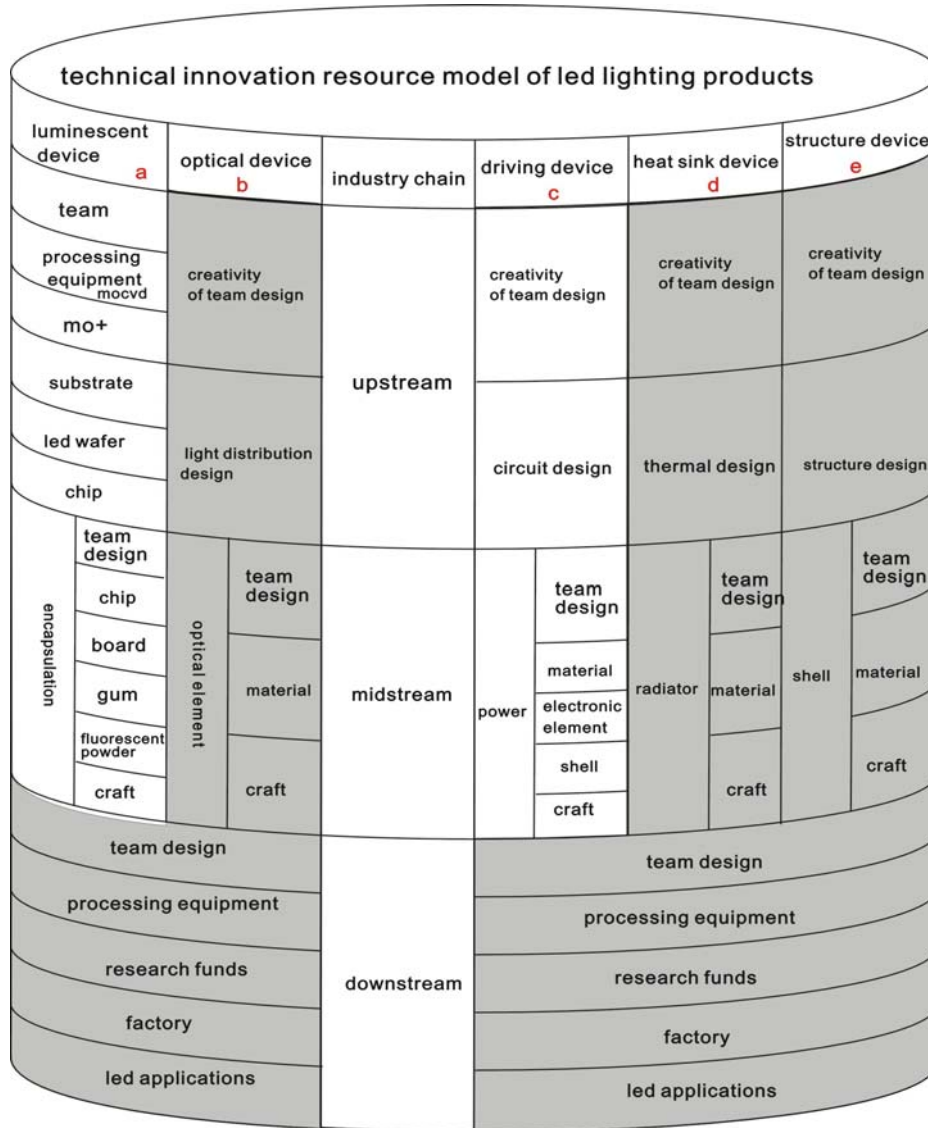 technical innovation resource model of led lighting products
luminescent
device
a
optical device
b
industry chain
driving device
c
heat sink device
d
structure device
e
team
processing
equipment
mocvd
mo+
substrate
led wafer
chip
creativity
of team design
light distribution
design
upstream
creativity
of team design
circuit design
creativity
of team design
thermal design
creativity
of team design
structure design
encapsulation
team
design
chip
board
gum
fluorescent
powder
craft
optical element
team
design
material
craft
midstream
power
team
design
material
electronic
element
shell
craft
radiator
team
design
material
craft
shell
team
design
material
craft
team design
processing equipment
research funds
factory
led applications
downstream
team design
processing equipment
research funds
factory
led applications